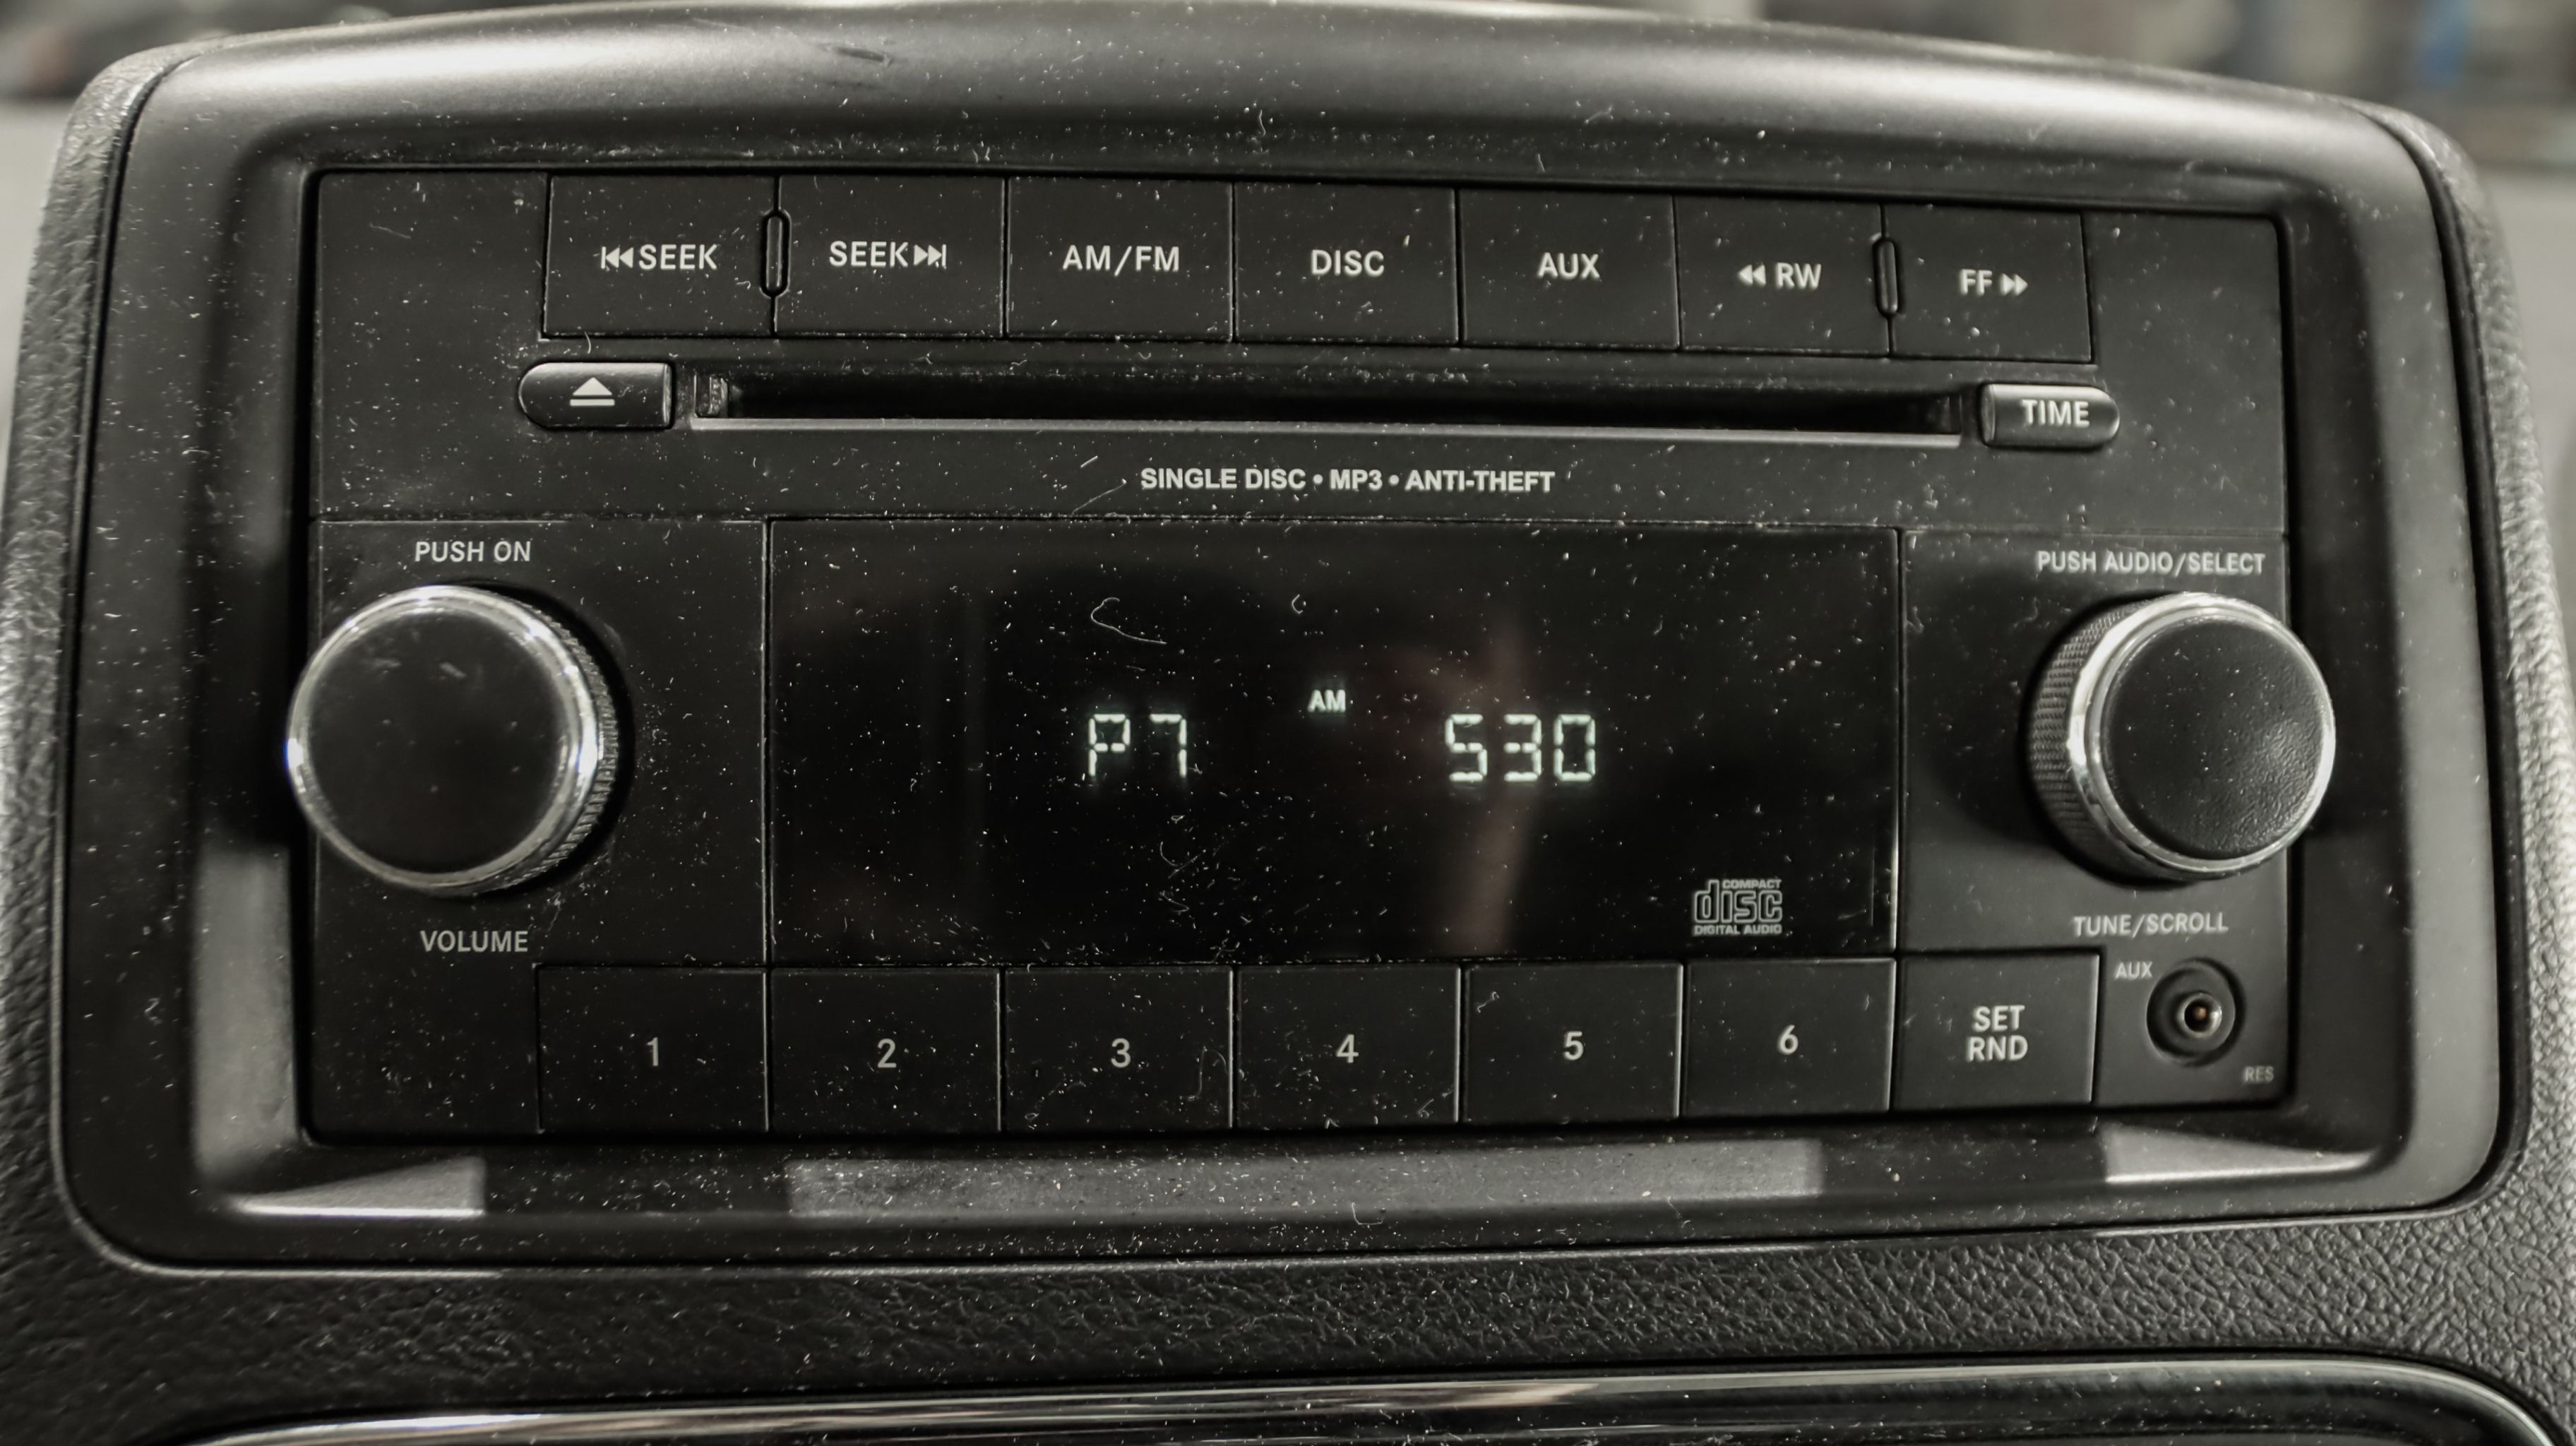 SEEK SEEK AM/FM DISC AUX RW FF
TIME
SINGLE DISC • MP3 • ANTI-THEFT
PUSH ON
PUSH AUDIO/SELECT
AM
P7 530
COMPACT
disc
DIGITAL AUDIO
VOLUME
TUNE/SCROLL
AUX
1 2 3 4 5 6
SET
RND
RES